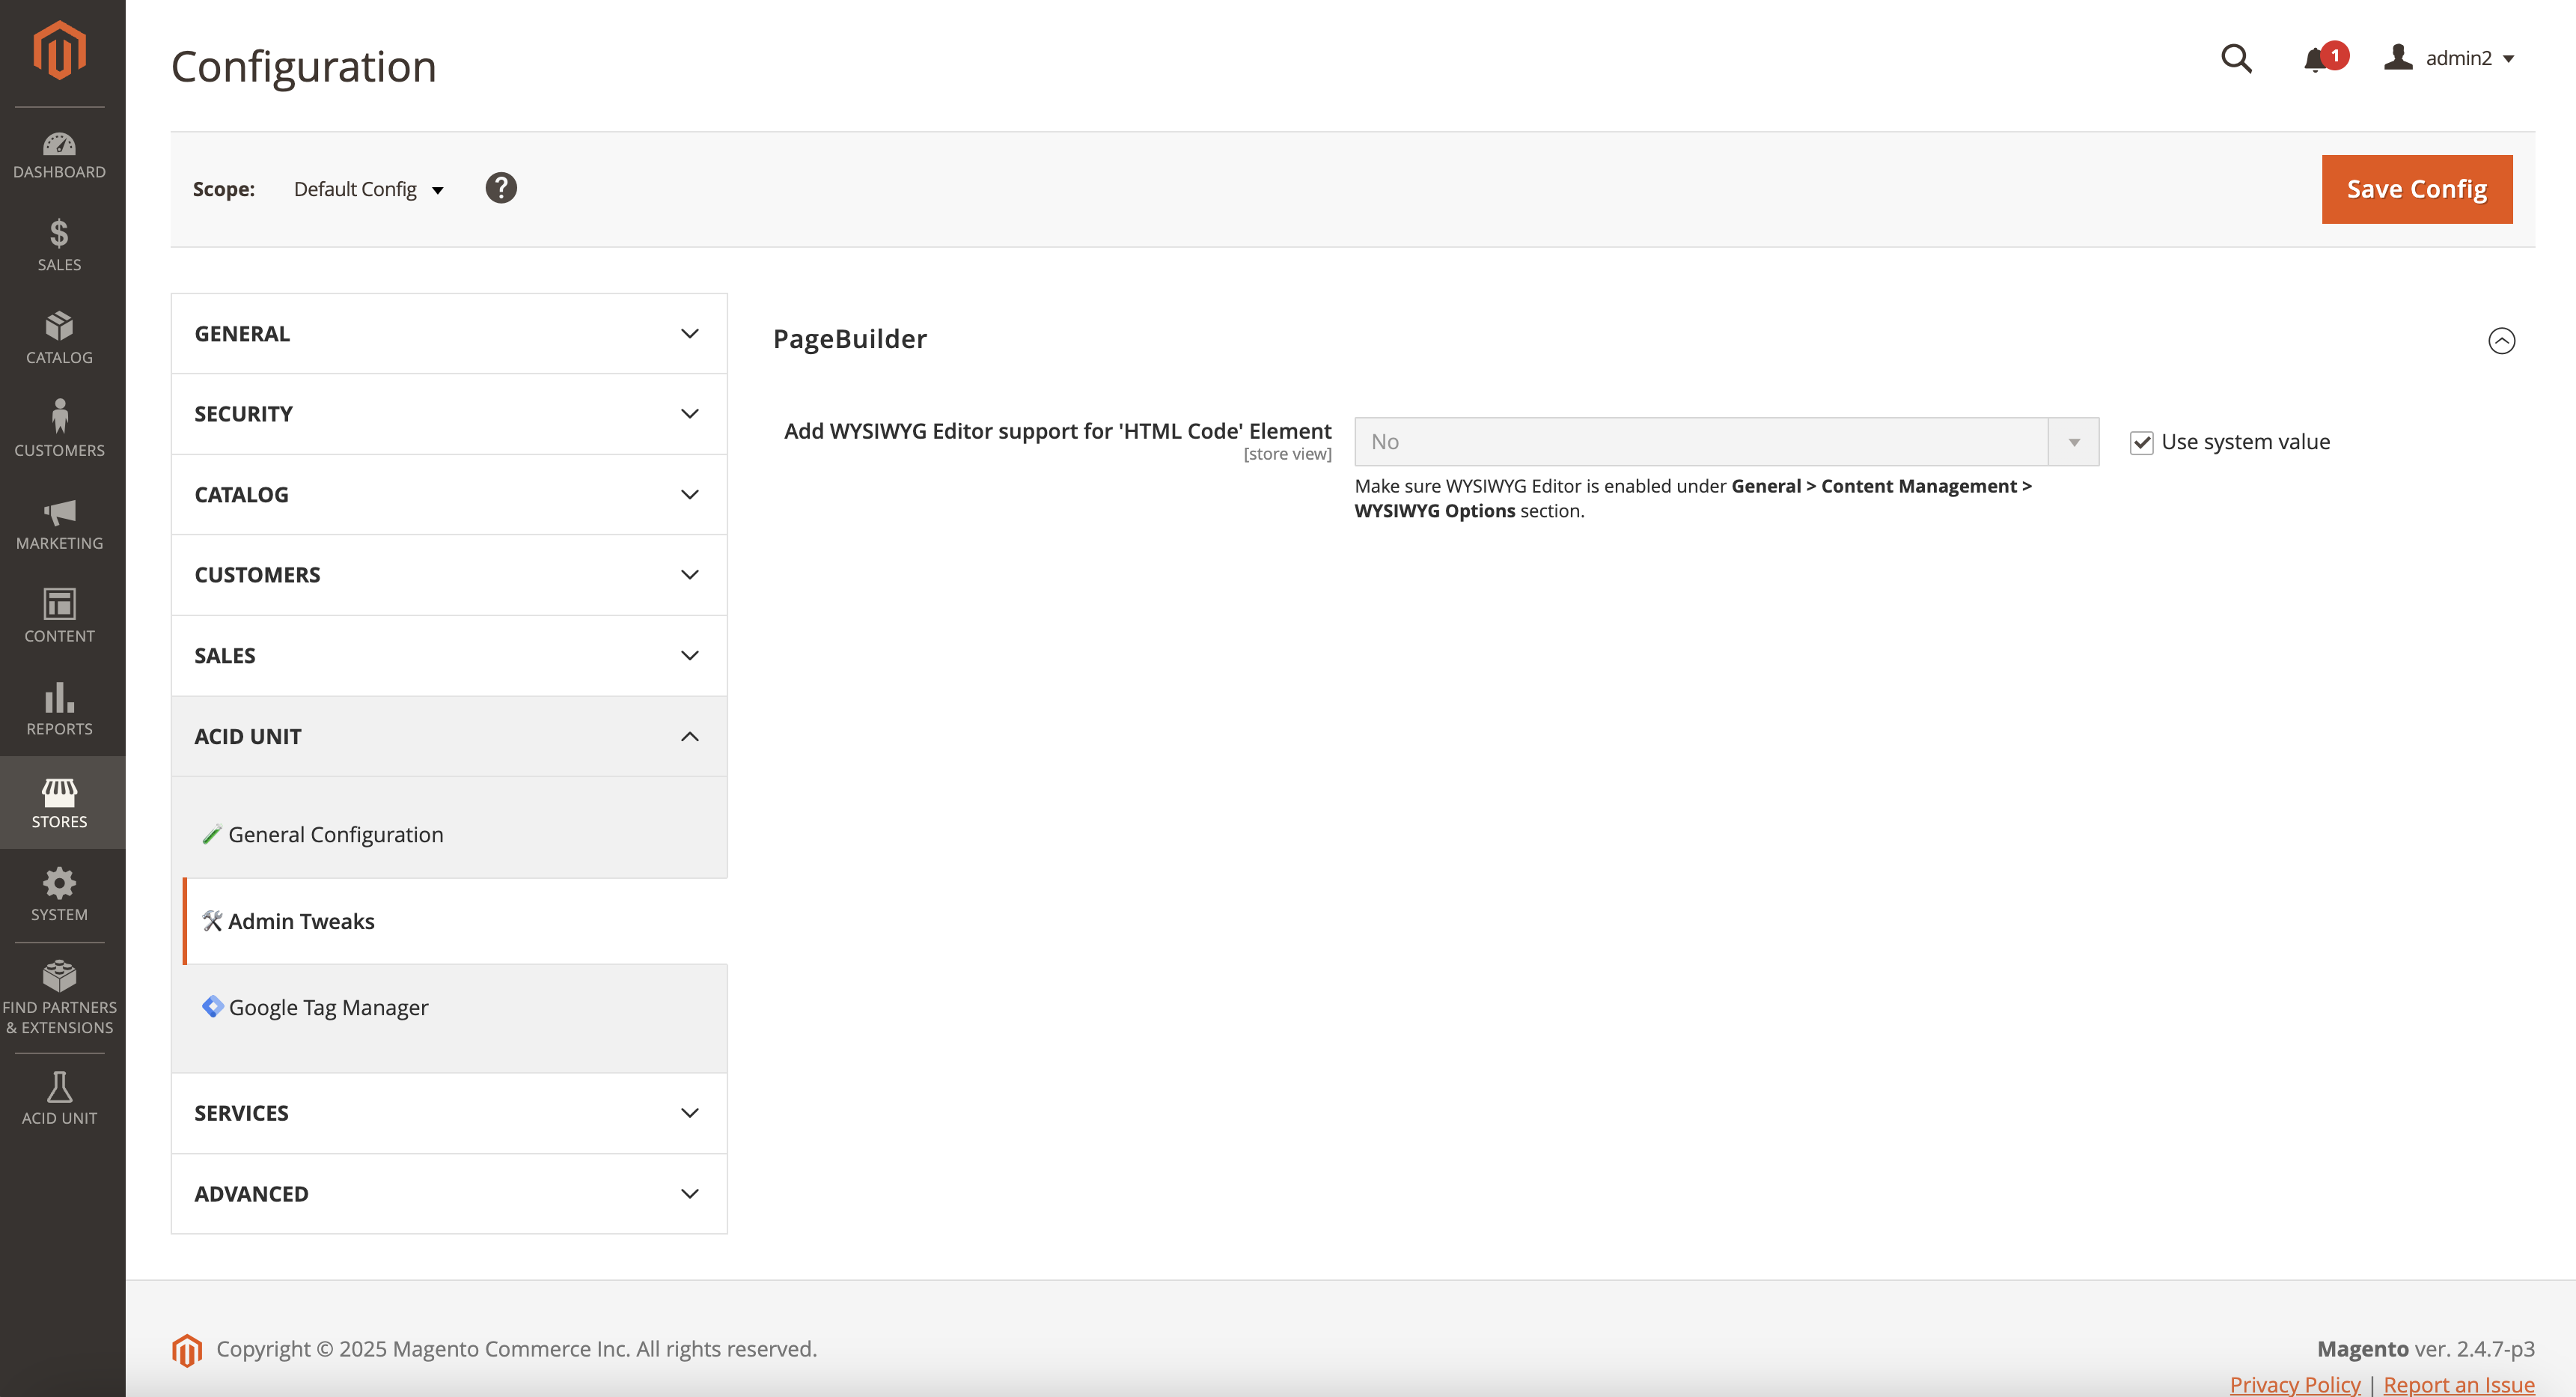 Configuration
1
admin2
DASHBOARD
SALES
CATALOG
CUSTOMERS
MARKETING
CONTENT
REPORTS
STORES
SYSTEM
FIND PARTNERS
& EXTENSIONS
ACID UNIT
Scope: Default Config ?
Save Config
GENERAL
SECURITY
CATALOG
CUSTOMERS
SALES
ACID UNIT
General Configuration
Admin Tweaks
Google Tag Manager
SERVICES
ADVANCED
PageBuilder
Add WYSIWYG Editor support for 'HTML Code' Element
[store view]
No
Use system value
Make sure WYSIWYG Editor is enabled under General > Content Management >
WYSIWYG Options section.
Copyright © 2025 Magento Commerce Inc. All rights reserved.
Magento ver. 2.4.7-p3
Privacy Policy | Report an Issue